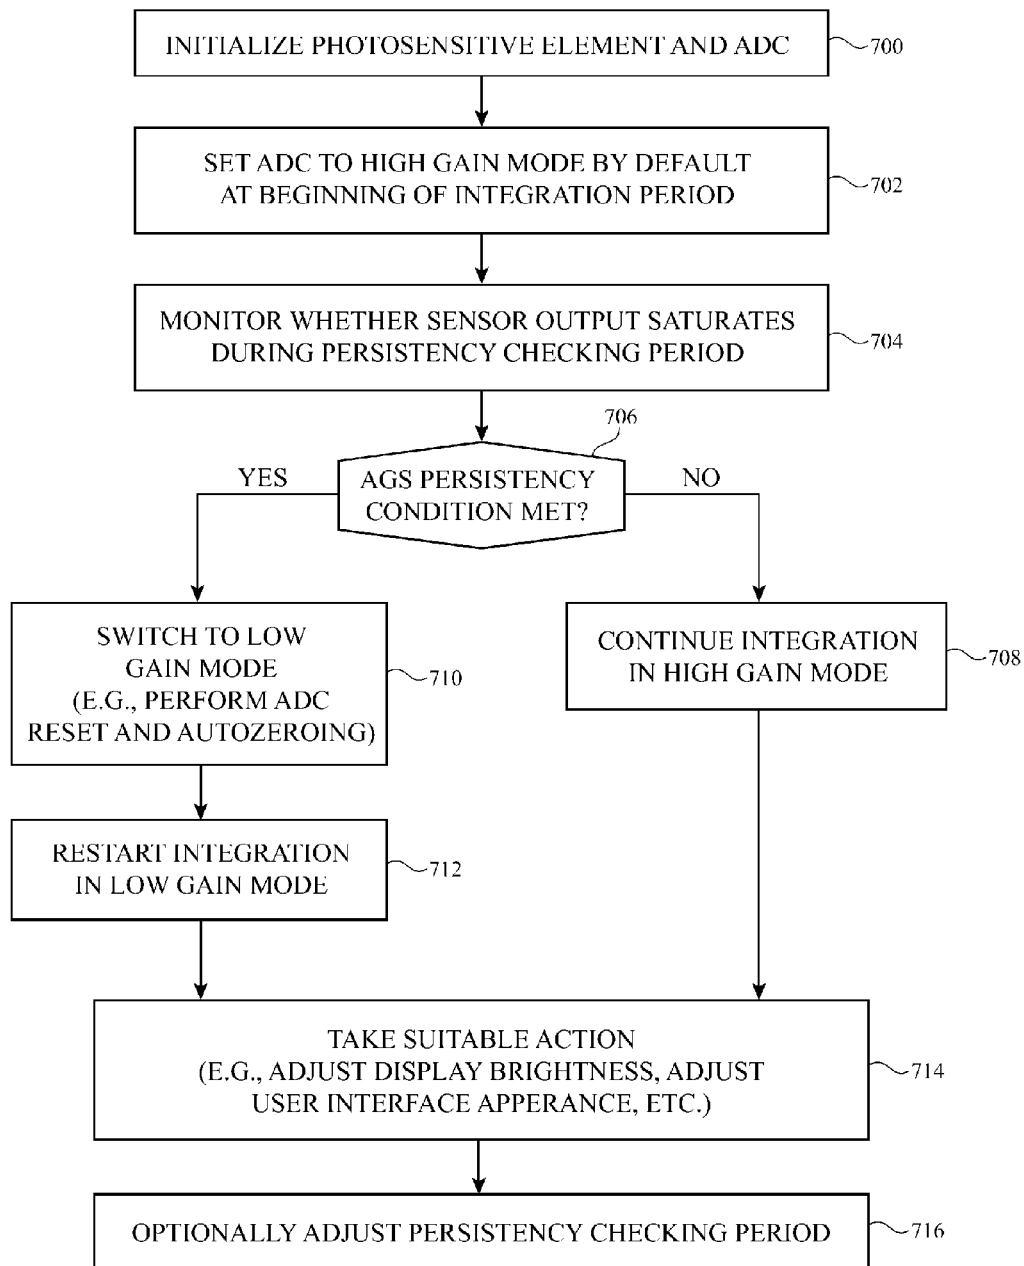 INITIALIZE PHOTOSENSITIVE ELEMENT AND ADC
700
SET ADC TO HIGH GAIN MODE BY DEFAULT
AT BEGINNING OF INTEGRATION PERIOD
702
MONITOR WHETHER SENSOR OUTPUT SATURATES
DURING PERSISTENCY CHECKING PERIOD
704
706
AGS PERSISTENCY
CONDITION MET?
YES
NO
SWITCH TO LOW
GAIN MODE
(E.G., PERFORM ADC
RESET AND AUTOZEROING)
710
CONTINUE INTEGRATION
IN HIGH GAIN MODE
708
RESTART INTEGRATION
IN LOW GAIN MODE
712
TAKE SUITABLE ACTION
(E.G., ADJUST DISPLAY BRIGHTNESS, ADJUST
USER INTERFACE APPERANCE, ETC.)
714
OPTIONALLY ADJUST PERSISTENCY CHECKING PERIOD
716